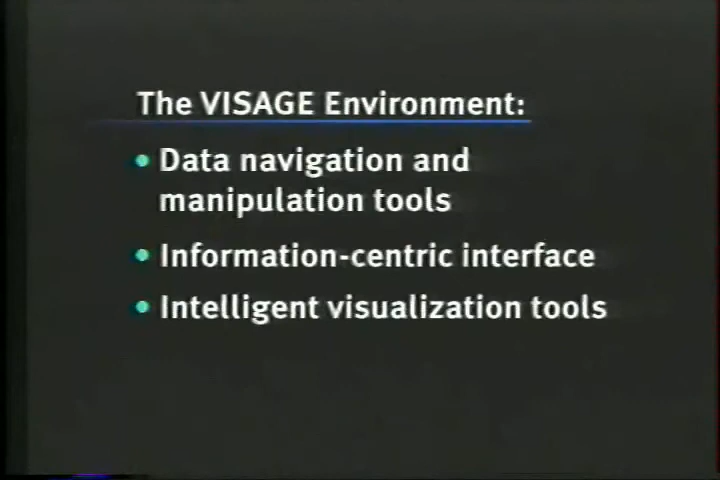 The VISAGE Environment:
• Data navigation and
manipulation tools
• Information-centric interface
• Intelligent visualization tools